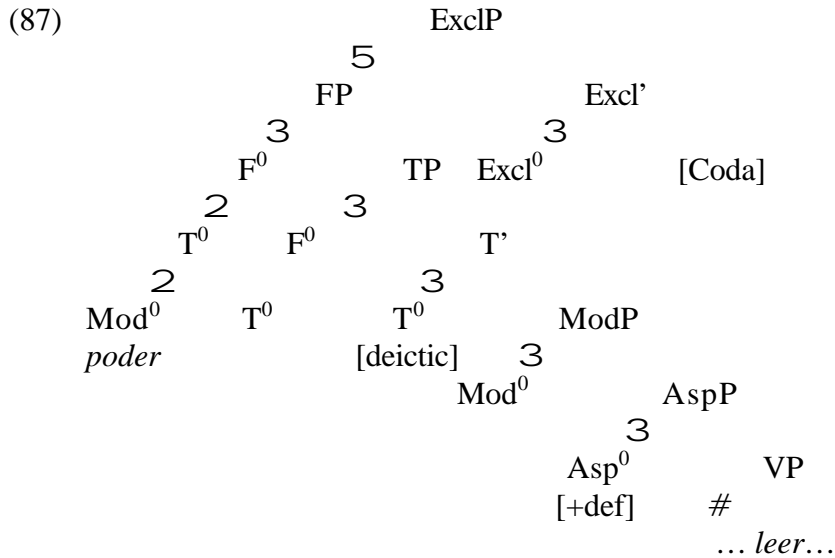 (87) ExclP
5
FP Excl’
3 3
F⁰ TP Excl⁰ [Coda]
2 3
T⁰ F⁰ T’
2 3
Mod⁰ T⁰ T⁰ ModP
poder [deictic] 3
Mod⁰ AspP
3
Asp⁰ VP
[+def] #
… leer…